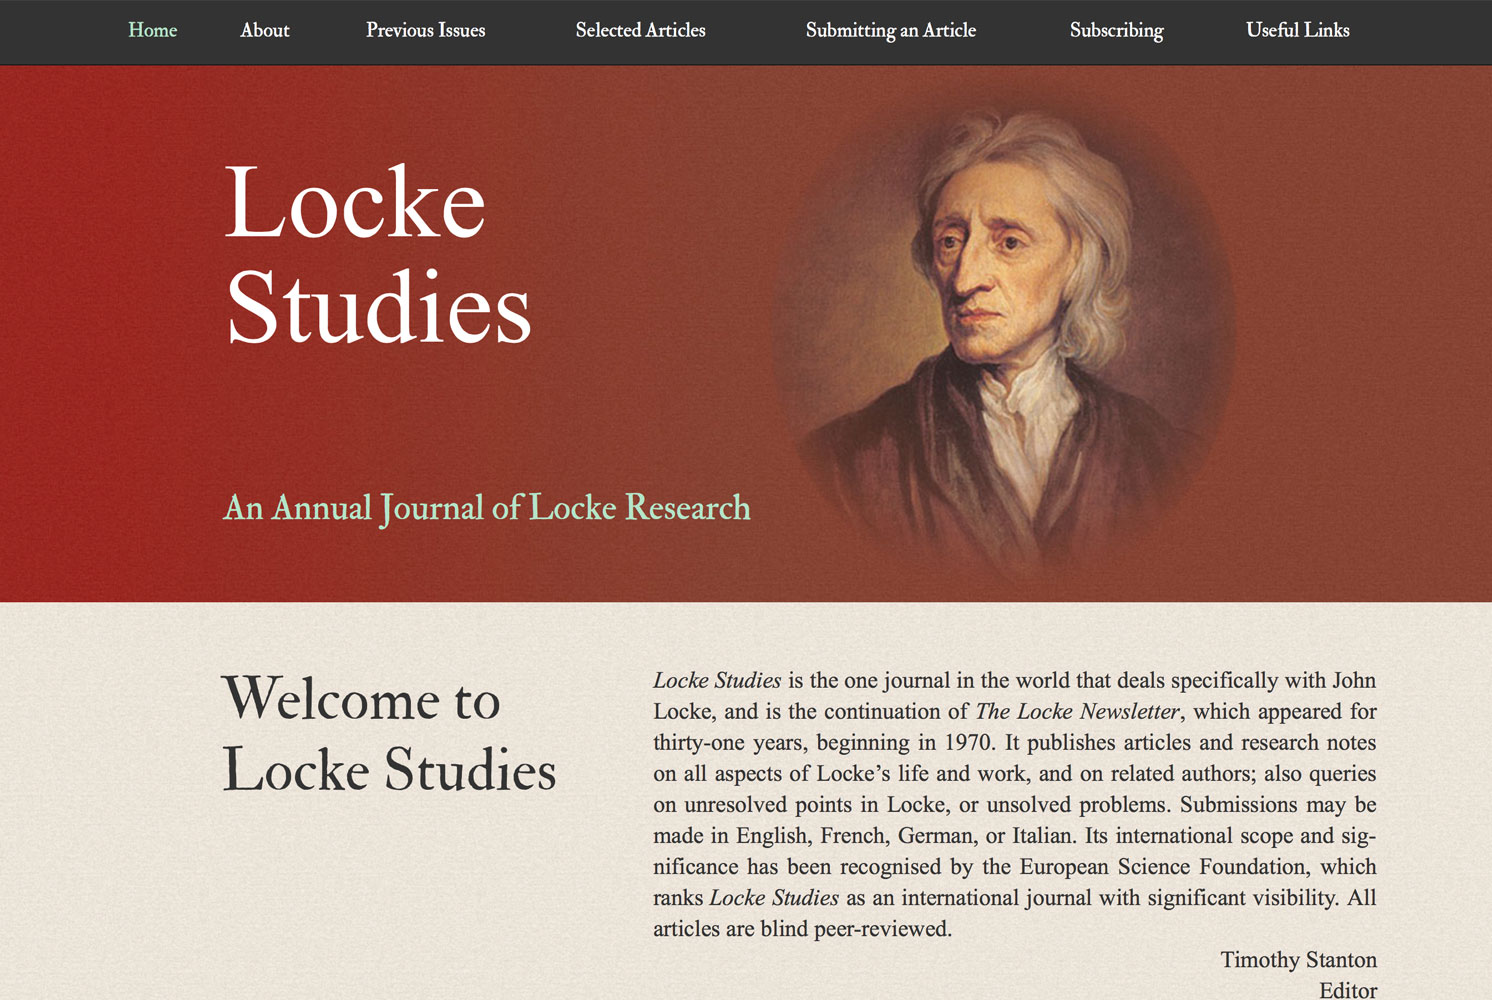 Home About Previous Issues Selected Articles Submitting an Article Subscribing Useful Links
Locke
Studies
An Annual Journal of Locke Research
Welcome to
Locke Studies
Locke Studies is the one journal in the world that deals specifically with John
Locke, and is the continuation of The Locke Newsletter, which appeared for
thirty-one years, beginning in 1970. It publishes articles and research notes
on all aspects of Locke’s life and work, and on related authors; also queries
on unresolved points in Locke, or unsolved problems. Submissions may be
made in English, French, German, or Italian. Its international scope and sig-
nificance has been recognised by the European Science Foundation, which
ranks Locke Studies as an international journal with significant visibility. All
articles are blind peer-reviewed.
Timothy Stanton
Editor